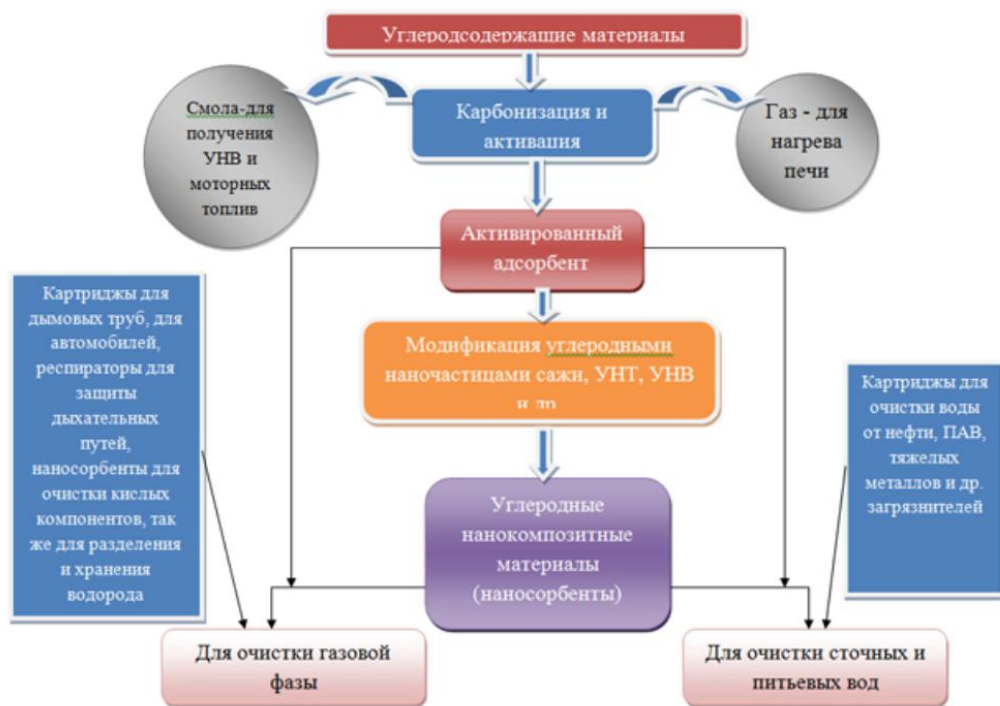 Углеродсодержащие материалы
Смола-для
получения
УНВ и
моторных
топлив
Карбонизация и
активация
Газ - для
нагрева
печи
Активированный
адсорбент
Картриджы для
дымовых труб, для
автомобилей,
респираторы для
защиты
дыхательных
путей,
наносорбенты для
очистки кислых
компонентов, так
же для разделения
и хранения
водорода
Модификация углеродными
наночастицами сажи, УНТ, УНВ
и др
Картриджы для
очистки воды
от нефти, ПАВ,
тяжелых
металлов и др.
загрязнителей
Углеродные
нанокомпозитные
материалы
(наносорбенты)
Для очистки газовой
фазы
Для очистки сточных и
питьевых вод